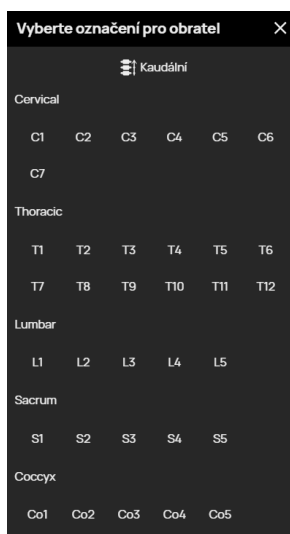 Vyberte označení pro obratel
Kaudální
Cervical
C1 C2 C3 C4 C5 C6
C7
Thoracic
T1 T2 T3 T4 T5 T6
T7 T8 T9 T10 T11 T12
Lumbar
L1 L2 L3 L4 L5
Sacrum
S1 S2 S3 S4 S5
Coccyx
Co1 Co2 Co3 Co4 Co5